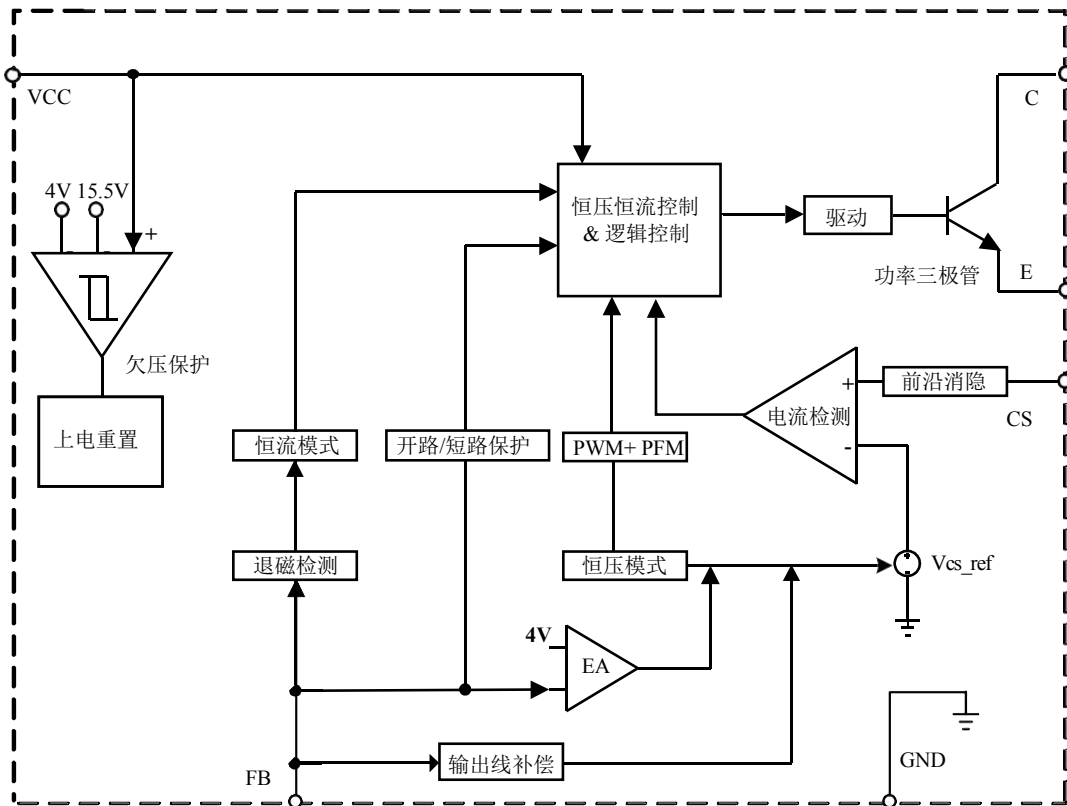 VCC
C
4V 15.5V
+
恒压恒流控制
& 逻辑控制
驱动
功率三极管
E
欠压保护
上电重置
+
前沿消隐
电流检测
CS
-
恒流模式
开路/短路保护
PWM+ PFM
退磁检测
恒压模式
Vcs_ref
4V
EA
输出线补偿
FB
GND